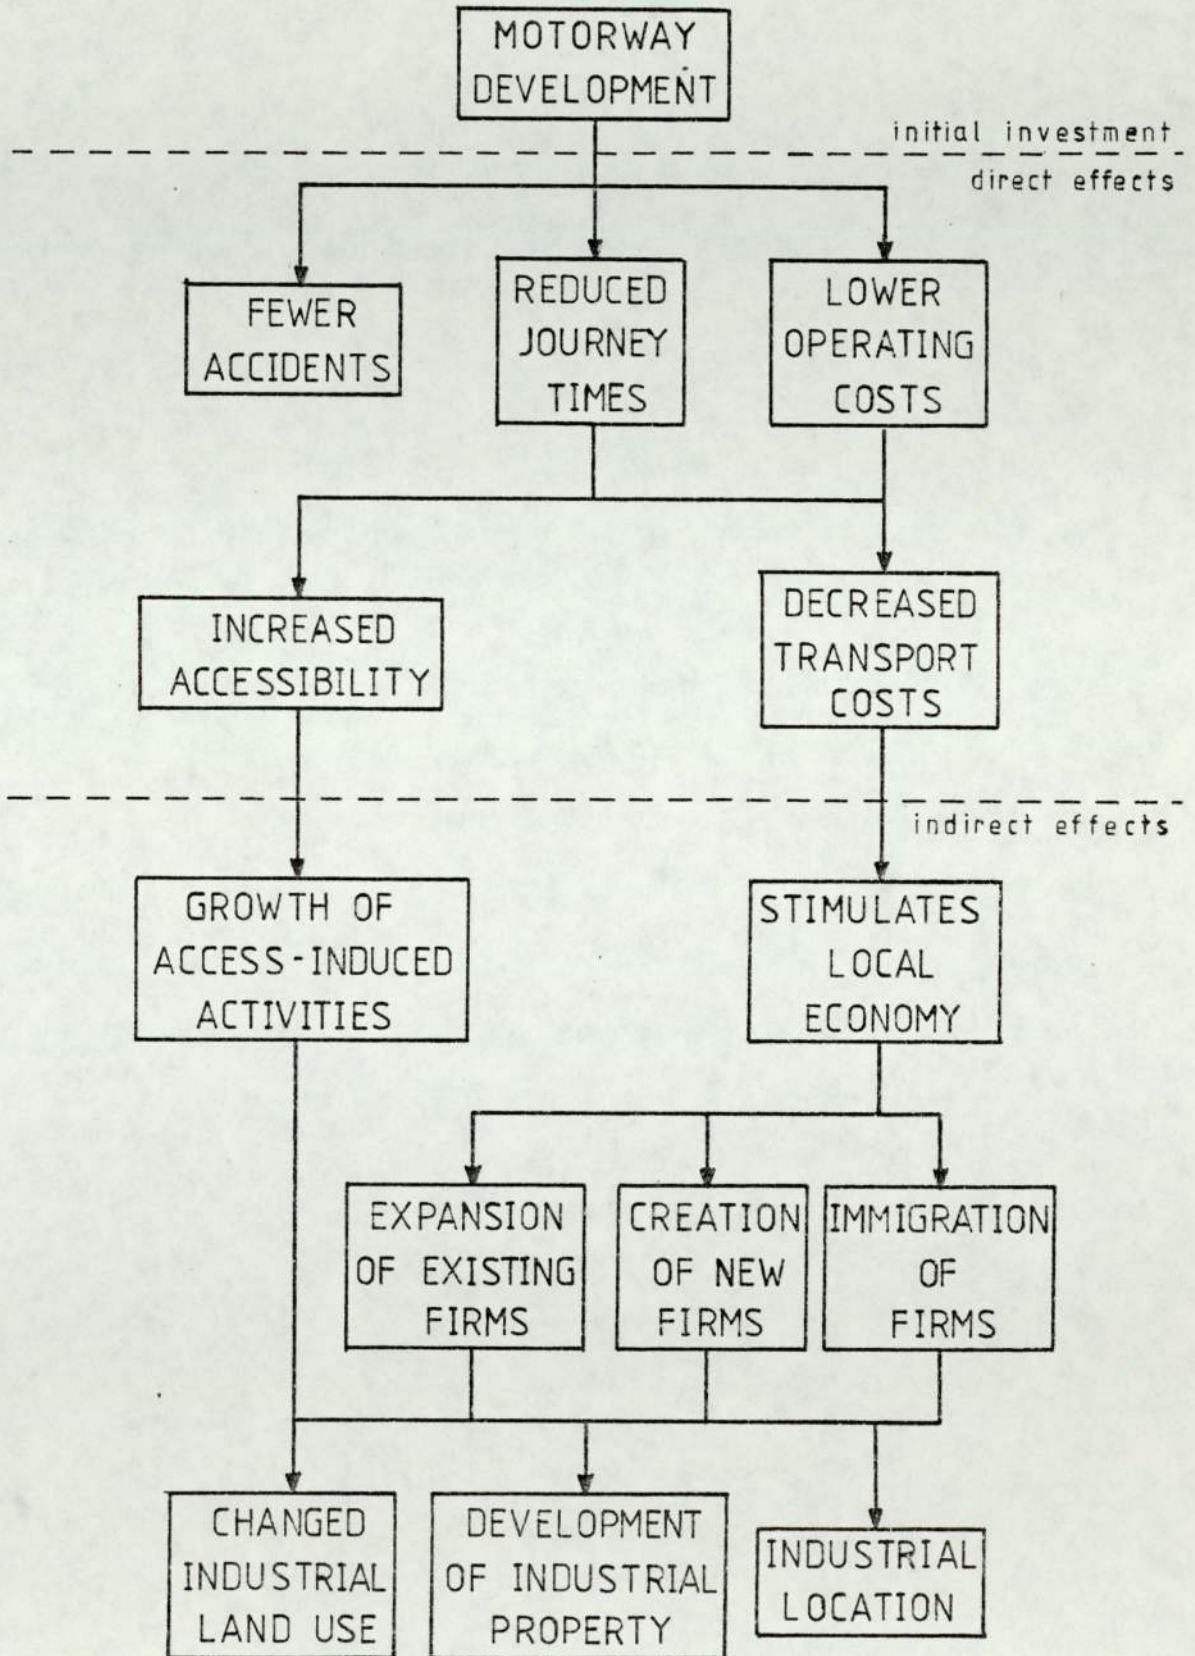 MOTORWAY
DEVELOPMENT
initial investment
direct effects
FEWER
ACCIDENTS
REDUCED
JOURNEY
TIMES
LOWER
OPERATING
COSTS
INCREASED
ACCESSIBILITY
DECREASED
TRANSPORT
COSTS
indirect effects
GROWTH OF
ACCESS-INDUCED
ACTIVITIES
STIMULATES
LOCAL
ECONOMY
EXPANSION
OF EXISTING
FIRMS
CREATION
OF NEW
FIRMS
IMMIGRATION
OF
FIRMS
CHANGED
INDUSTRIAL
LAND USE
DEVELOPMENT
OF INDUSTRIAL
PROPERTY
INDUSTRIAL
LOCATION